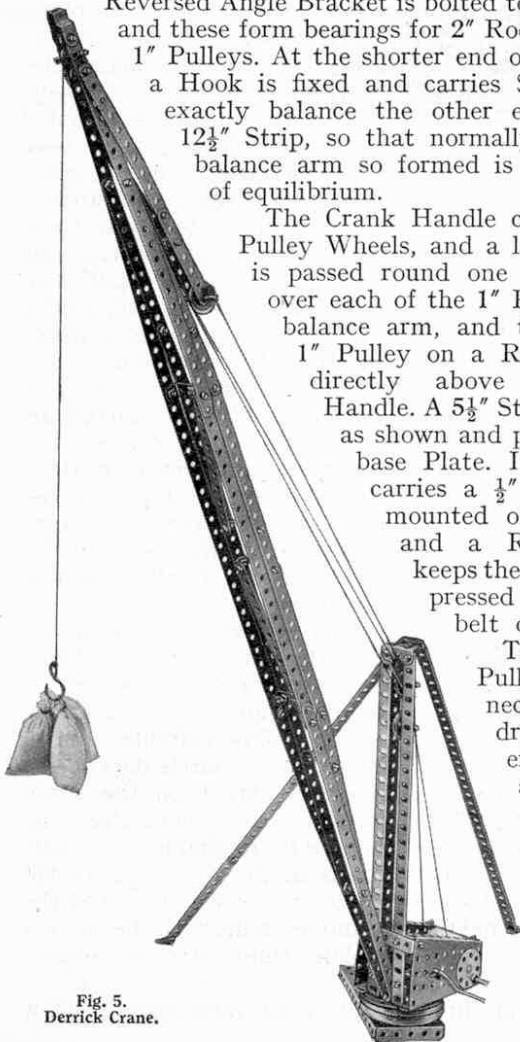 Reversed Angle Bracket is bolted to
and these form bearings for 2″ Ro
1″ Pulleys. At the shorter end o
a Hook is fixed and carries S
exactly balance the other e
12½″ Strip, so that normally
balance arm so formed is
of equilibrium.
The Crank Handle c
Pulley Wheels, and a l
is passed round one
over each of the 1″ P
balance arm, and t
1″ Pulley on a R
directly above
Handle. A 5½″ St
as shown and p
base Plate. I
carries a ½″
mounted o
and a R
keeps the
pressed
belt o
T
Pull
nec
dr
e
a
Fig. 5.
Derrick Crane.